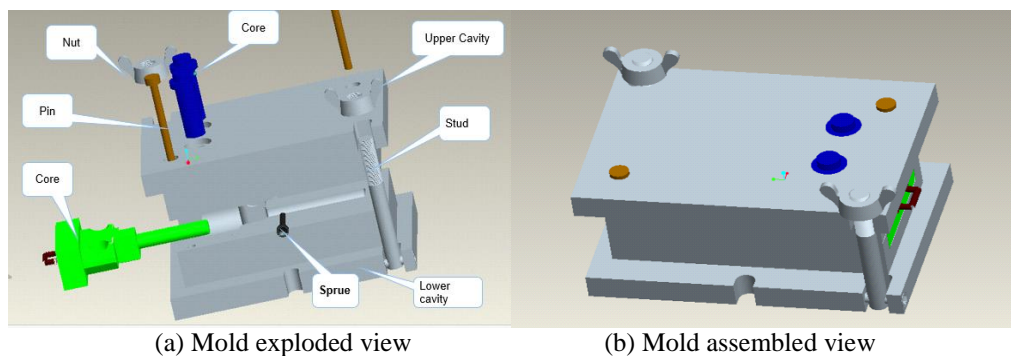 Core
Nut
Upper Cavity
Pin
Stud
Core
Sprue
Lower
cavity
(a) Mold exploded view
(b) Mold assembled view